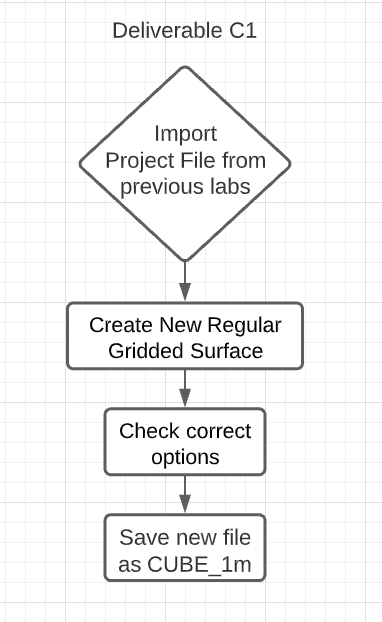 Deliverable C1
Import
Project File from
previous labs
Create New Regular
Gridded Surface
Check correct
options
Save new file
as CUBE_1m